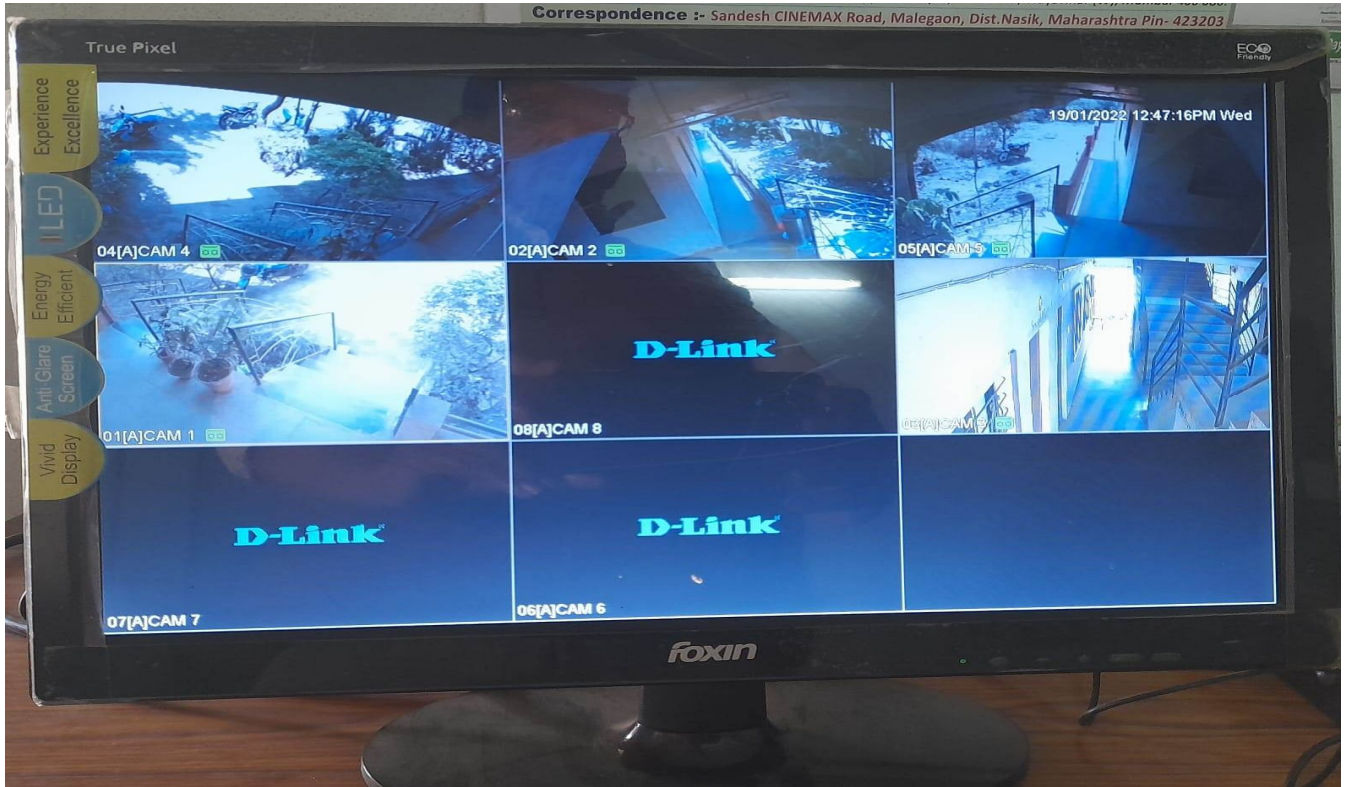 Correspondence :- Sandesh CINEMAX Road, Malegaon, Dist.Nasik, Maharashtra Pin- 423203
True Pixel
ECO
Friendly
Experience
Excellence
LED
Energy
Efficient
Anti-Glare
Screen
Vivid
Display
19/01/2022 12:47:16PM Wed
04[A]CAM 4
02[A]CAM 2
05[A]CAM 5
01[A]CAM 1
D-Link
08[A]CAM 8
D-Link
07[A]CAM 7
D-Link
06[A]CAM 6
foxin